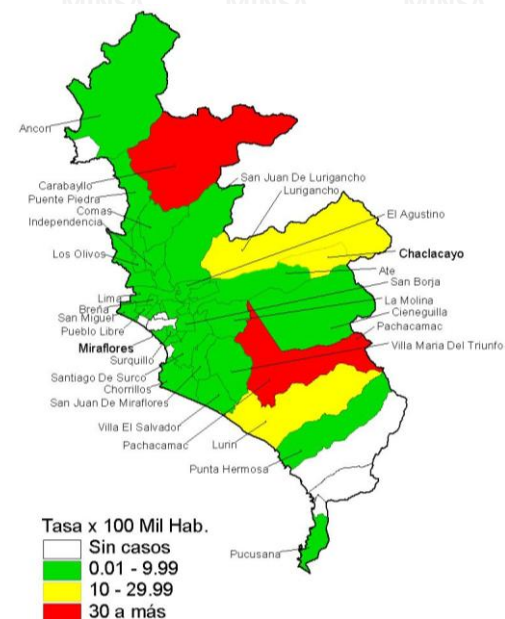 Ancon
Carabayllo
Puente Piedra
Comas
Independencia
Los Olivos
Lima
Breña
San Miguel
Pueblo Libre
Miraflores
Surquillo
Santiago De Surco
Chorrillos
San Juan De Miraflores
Villa El Salvador
Pachacamac
Lurin
Punta Hermosa
Pucusana
San Juan De Lurigancho
Lurigancho
El Agustino
Chaclacayo
Ate
San Borja
La Molina
Cieneguilla
Pachacamac
Villa Maria Del Triunfo
Tasa x 100 Mil Hab.
Sin casos
0.01 - 9.99
10 - 29.99
30 a más